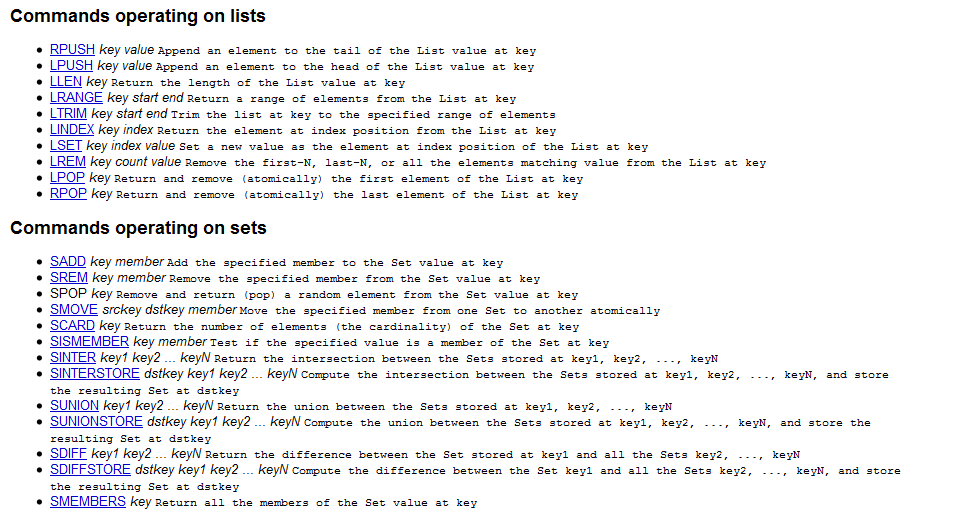 Commands operating on lists
• RPUSH key value Append an element to the tail of the List value at key
• LPUSH key value Append an element to the head of the List value at key
• LLEN key Return the length of the List value at key
• LRANGE key start end Return a range of elements from the List at key
• LTRIM key start end Trim the list at key to the specified range of elements
• LINDEX key index Return the element at index position from the List at key
• LSET key index value Set a new value as the element at index position of the List at key
• LREM key count value Remove the first-N, last-N, or all the elements matching value from the List at key
• LPOP key Return and remove (atomically) the first element of the List at key
• RPOP key Return and remove (atomically) the last element of the List at key
Commands operating on sets
• SADD key member Add the specified member to the Set value at key
• SREM key member Remove the specified member from the Set value at key
• SPOP key Remove and return (pop) a random element from the Set value at key
• SMOVE srckey dstkey member Move the specified member from one Set to another atomically
• SCARD key Return the number of elements (the cardinality) of the Set at key
• SISMEMBER key member Test if the specified value is a member of the Set at key
• SINTER key1 key2 ... keyN Return the intersection between the Sets stored at key1, key2, ..., keyN
• SINTERSTORE dstkey key1 key2 ... keyN Compute the intersection between the Sets stored at key1, key2, ..., keyN, and store
the resulting Set at dstkey
• SUNION key1 key2 ... keyN Return the union between the Sets stored at key1, key2, ..., keyN
• SUNIONSTORE dstkey key1 key2 ... keyN Compute the union between the Sets stored at key1, key2, ..., keyN, and store the
resulting Set at dstkey
• SDIFF key1 key2 ... keyN Return the difference between the Set stored at key1 and all the Sets key2, ..., keyN
• SDIFFSTORE dstkey key1 key2 ... keyN Compute the difference between the Set key1 and all the Sets key2, ..., keyN, and store
the resulting Set at dstkey
• SMEMBERS key Return all the members of the Set value at key